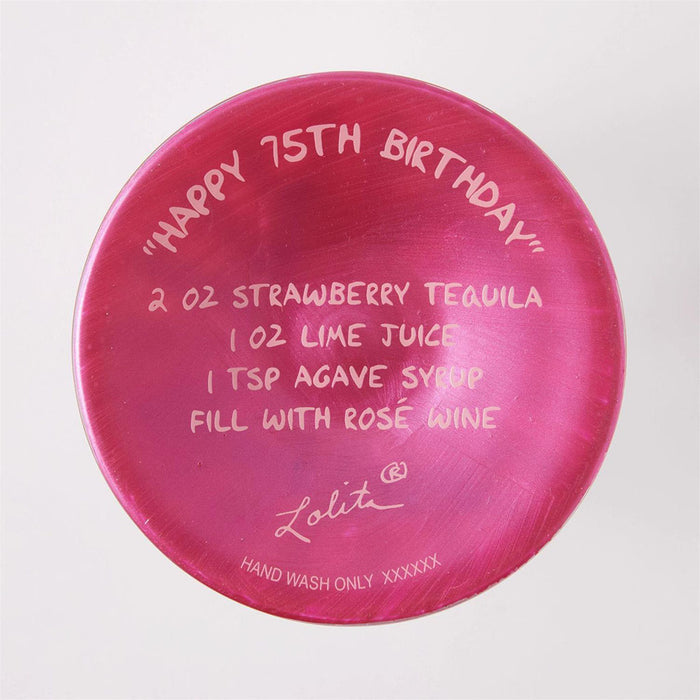 "HAPPY 75TH BIRTHDAY"
2 OZ STRAWBERRY TEQUILA
1 OZ LIME JUICE
1 TSP AGAVE SYRUP
FILL WITH ROSÉ WINE
Lolita ®
HAND WASH ONLY XXXXXX